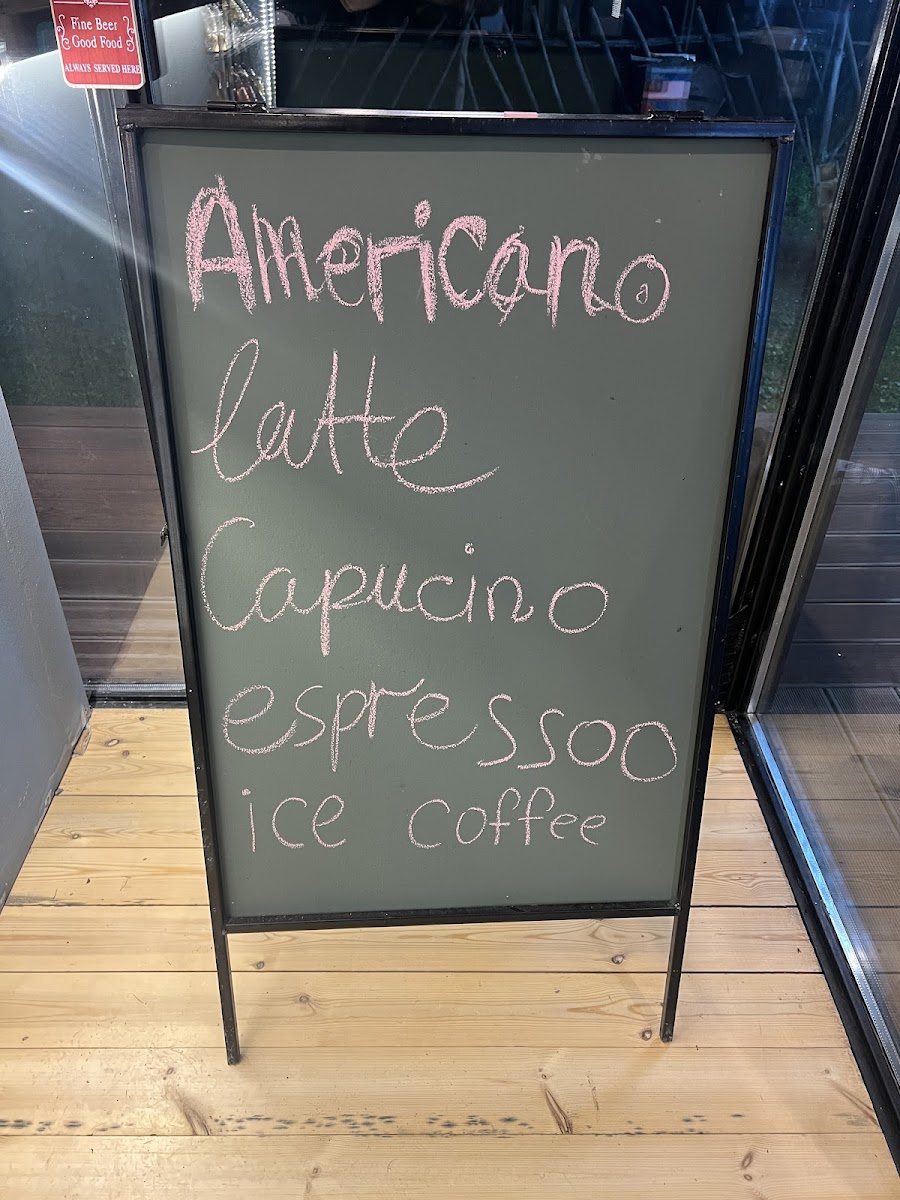 Fine Beer
Good Food
ALWAYS SERVED HERE
Americano
latte
Capucino
espressoo
ice coffee